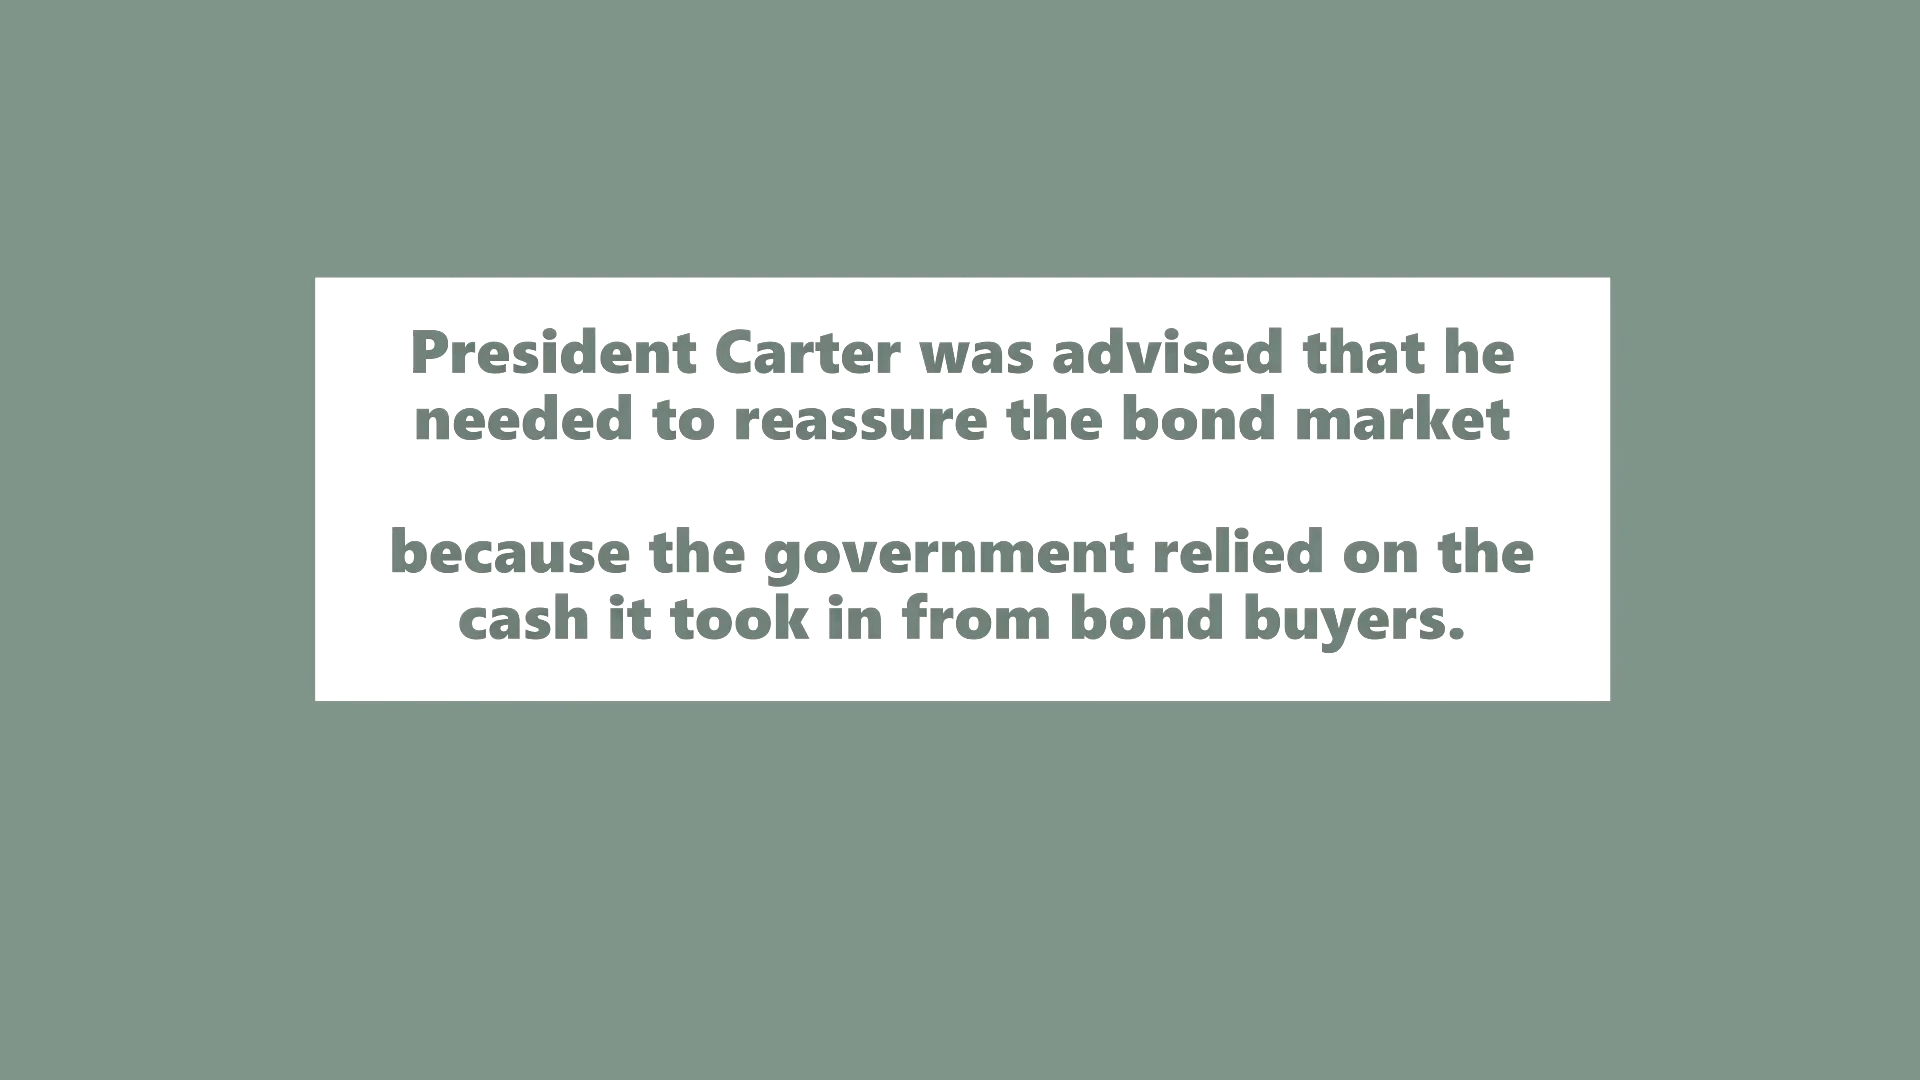 President Carter was advised that he
needed to reassure the bond market
because the government relied on the
cash it took in from bond buyers.